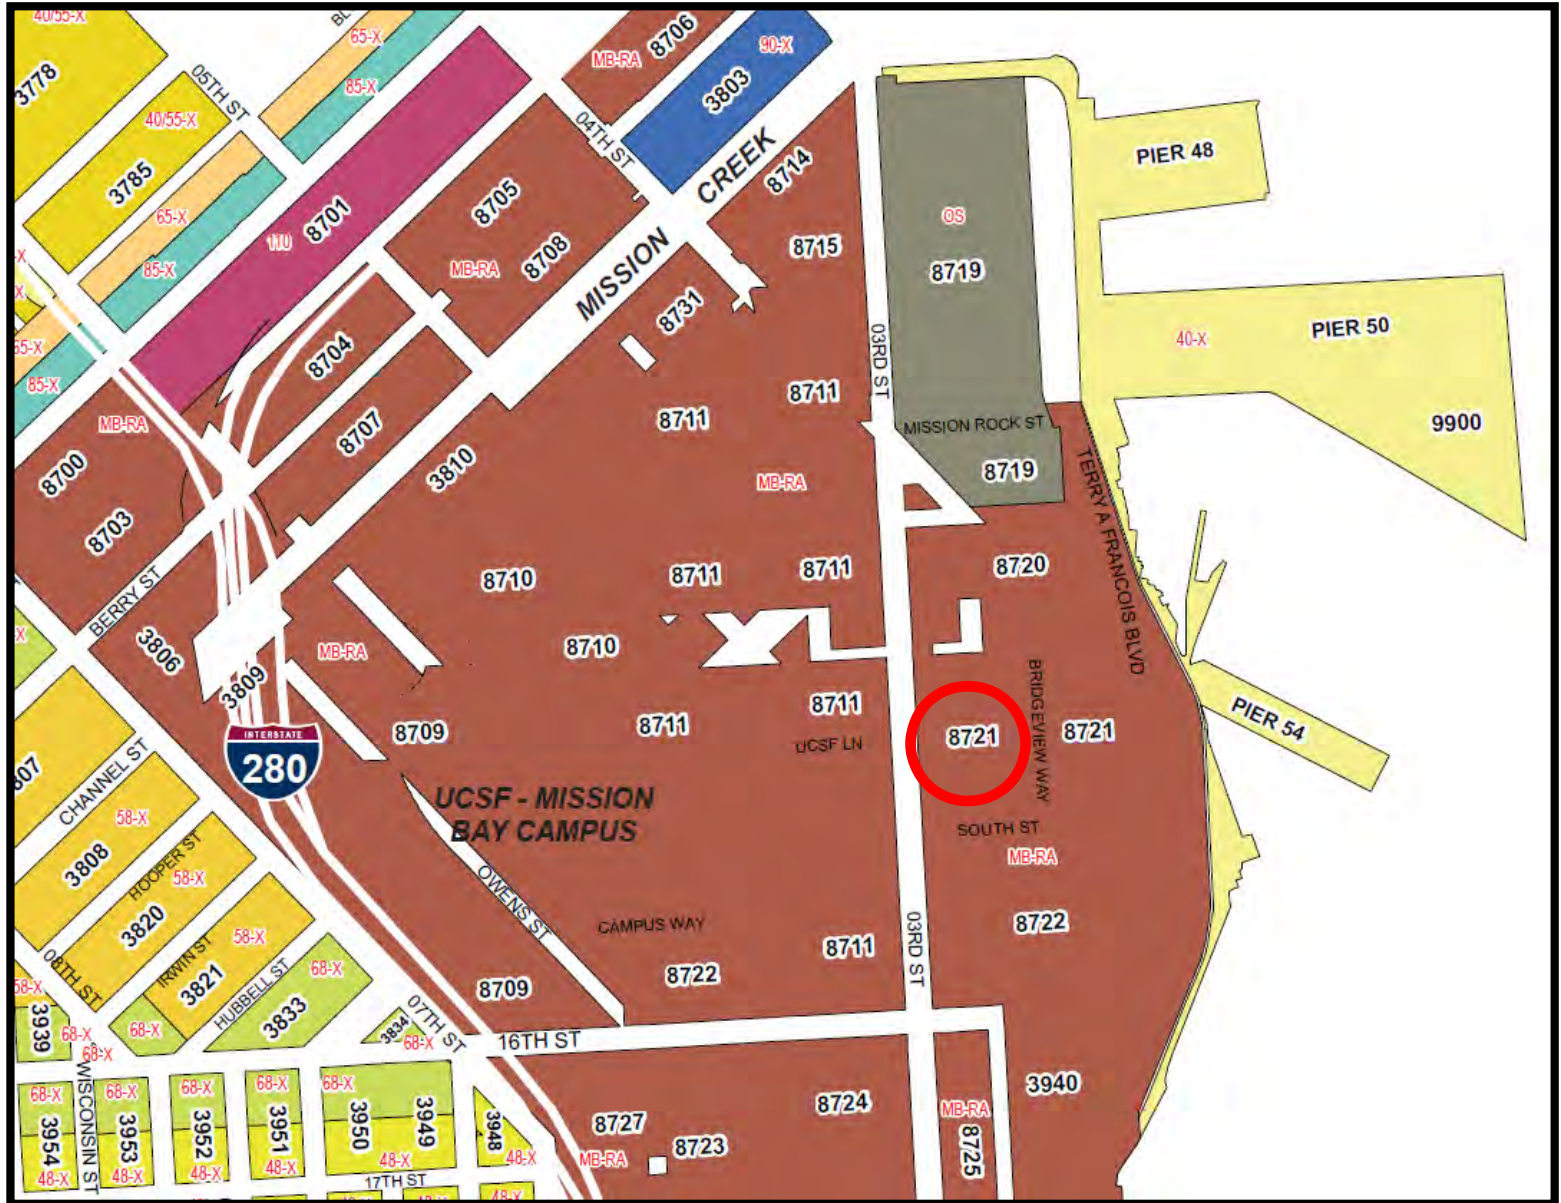 40/55-X
BL
65-X
MB-RA
8706
90-X
3778
05TH ST
85-X
3803
40/55-X
04TH ST
3785
CREEK
8714
PIER 48
65-X
8701
110
8705
MB-RA
8708
MISSION
8715
OS
8719
85-X
8731
03RD ST
PIER 50
40-X
65-X
85-X
8704
8711
8711
MISSION ROCK ST
9900
MB-RA
8707
3810
8700
MB-RA
8719
TERRY A FRANCOIS BLVD
8703
8710
8711
8711
8720
BERRY ST
3806
MB-RA
8710
3809
8709
8711
8711
UCSF LN
8721
BRIDGEVIEW WAY
8721
PIER 54
INTERSTATE
280
807
CHANNEL ST
UCSF - MISSION
BAY CAMPUS
SOUTH ST
MB-RA
58-X
3808
HOOPER ST
58-X
OWENS ST
3820
CAMPUS WAY
8711
03RD ST
8722
58-X
IRWIN ST
08TH ST
3821
HUBBELL ST
68-X
8709
8722
58-X
3939
68-X
68-X
68-X
3833
3834
68-X
07TH ST
16TH ST
WISCONSIN ST
68-X
68-X
68-X
68-X
68-X
3954
3953
3952
3951
3950
3949
3948
48-X
48-X
48-X
48-X
48-X
48-X
17TH ST
48-X
8727
MB-RA
8723
8724
MB-RA
8725
3940